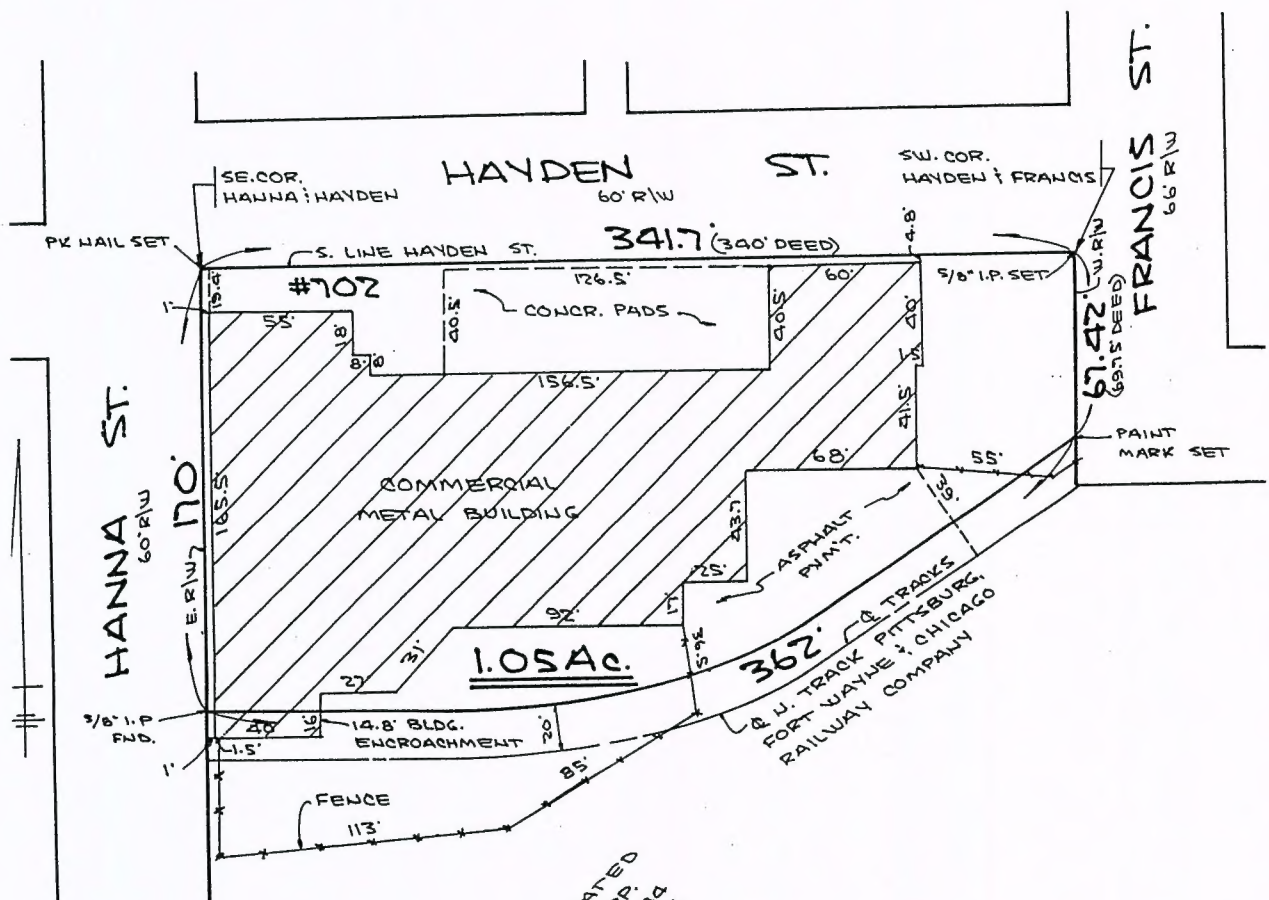 HAYDEN ST.
60' R/W
SE. COR.
HANNA & HAYDEN
SW. COR.
HAYDEN & FRANCIS
FRANCIS ST.
66' R/W
PK NAIL SET
S. LINE HAYDEN ST.
341.7' (340' DEED)
4.8'
5/8" I.P. SET
W. R/W
67.42'
(69.75' DEED)
#702
1'
55'
18'
8'
8'
40.5'
126.5'
CONCR. PADS
40.5'
60'
40'
156.5'
41.5'
HANNA ST.
60' R/W
E. R/W
170'
165.5'
COMMERCIAL
METAL BUILDING
68'
55'
39'
PAINT
MARK SET
43.7'
ASPHALT
PVM'T.
25'
17'
92'
36.5'
31'
27'
1.05 Ac.
362'
℄ TRACKS
℄ N. TRACK PITTSBURG,
FORT WAYNE & CHICAGO
RAILWAY COMPANY
5/8" I.P.
FND.
40'
16'
14.8' BLDG.
ENCROACHMENT
20'
1.5'
1'
85'
FENCE
113'